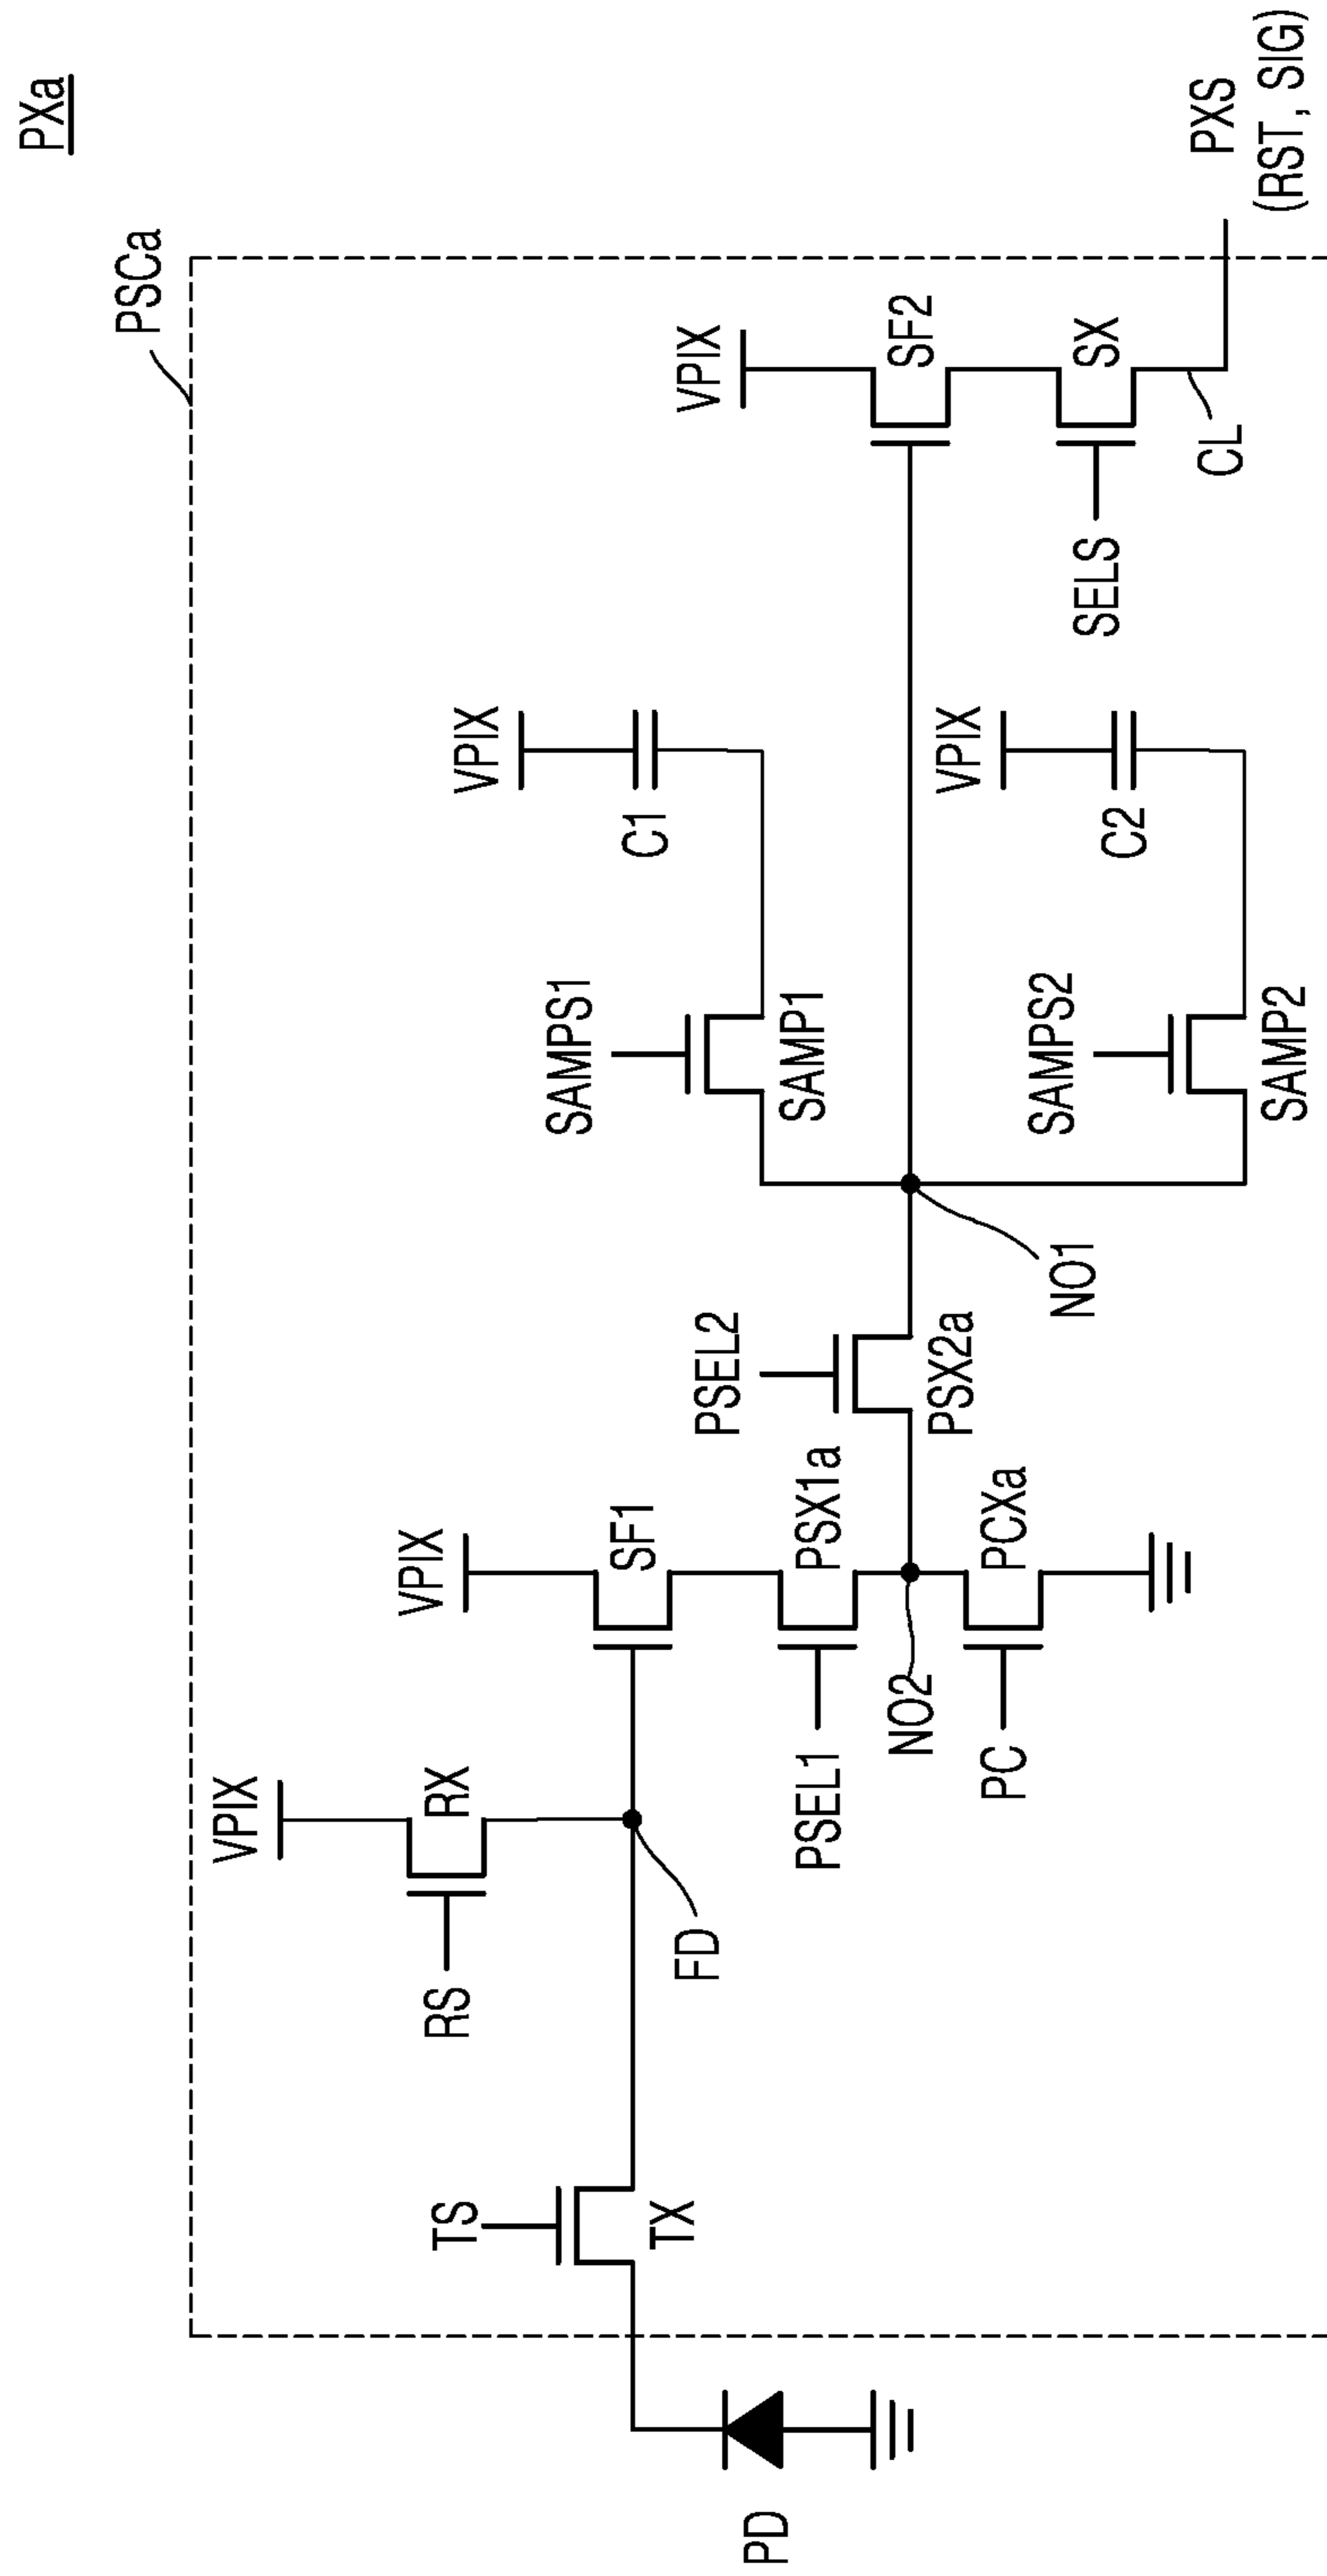 PXa
PSCa
VPIX
RX
RS
TS
TX
FD
PD
VPIX
SF1
PSX1a
PSEL1
NO2
PCXa
PC
PSEL2
PSX2a
NO1
SAMPS1
SAMP1
VPIX
C1
SAMPS2
SAMP2
VPIX
C2
VPIX
SF2
SX
SELS
CL
PXS
(RST, SIG)